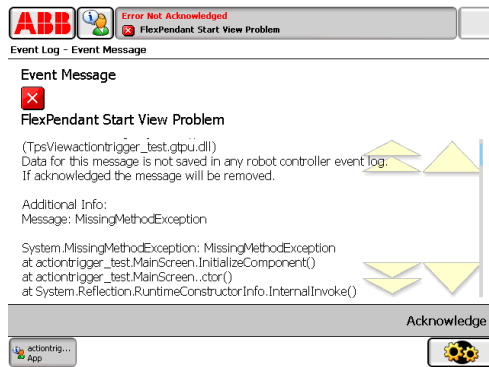 ABB
Error Not Acknowledged
FlexPendant Start View Problem
Event Log - Event Message
Event Message
FlexPendant Start View Problem
(TpsViewactiontrigger_test.gtpu.dll)
Data for this message is not saved in any robot controller event log.
If acknowledged the message will be removed.
Additional Info:
Message: MissingMethodException
System.MissingMethodException: MissingMethodException
at actiontrigger_test.MainScreen.InitializeComponent()
at actiontrigger_test.MainScreen..ctor()
at System.Reflection.RuntimeConstructorInfo.InternalInvoke()
Acknowledge
actiontrig...
App